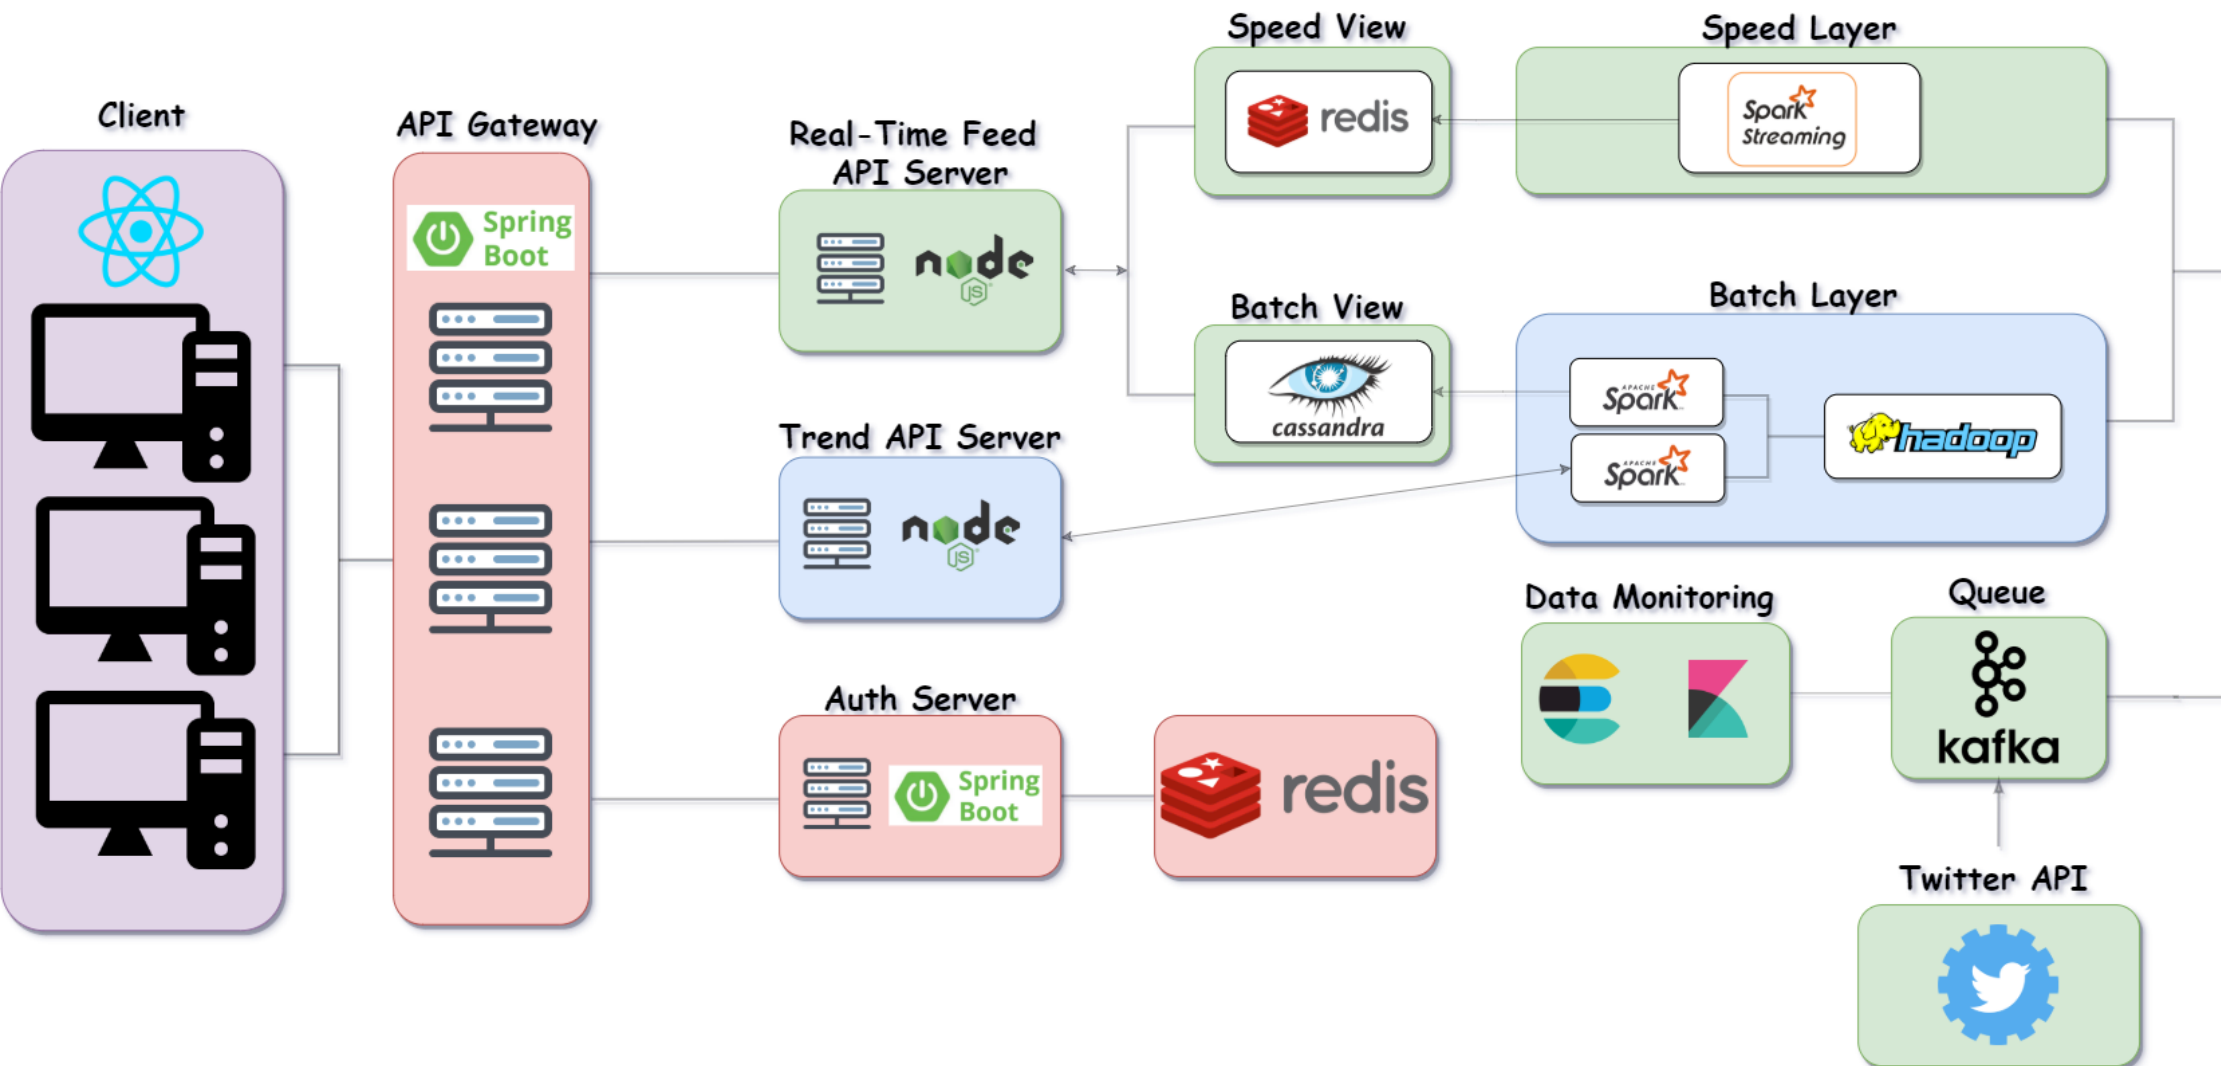 Client
API Gateway
Spring
Boot
Real-Time Feed
API Server
node
JS
Trend API Server
node
JS
Auth Server
Spring
Boot
redis
Speed View
redis
Batch View
cassandra
Speed Layer
Spark
Streaming
Batch Layer
APACHE
Spark
APACHE
Spark
hadoop
Data Monitoring
Queue
kafka
Twitter API